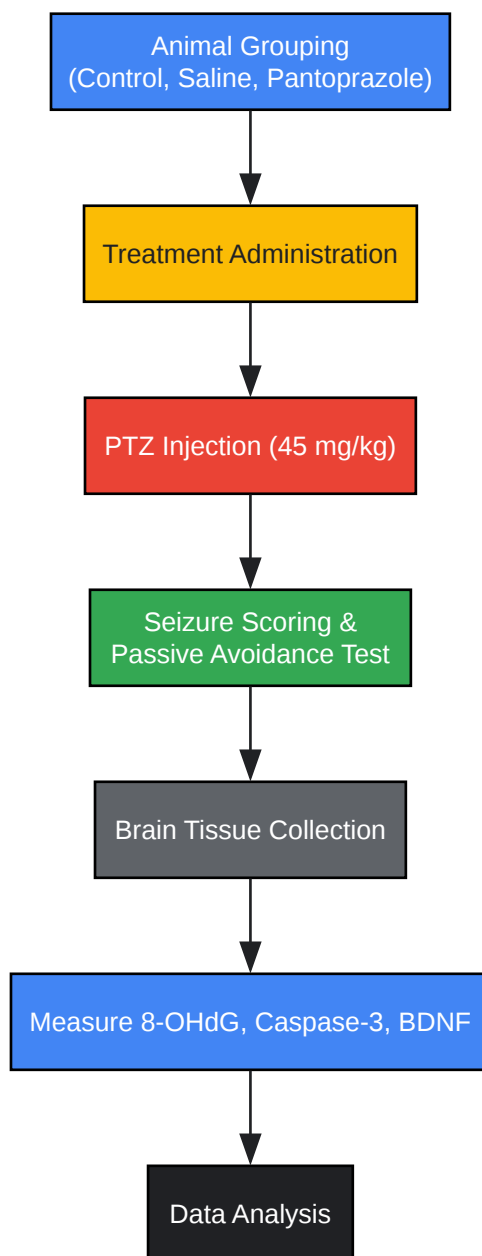 Animal Grouping
(Control, Saline, Pantoprazole)
Treatment Administration
PTZ Injection (45 mg/kg)
Seizure Scoring &
Passive Avoidance Test
Brain Tissue Collection
Measure 8-OHdG, Caspase-3, BDNF
Data Analysis